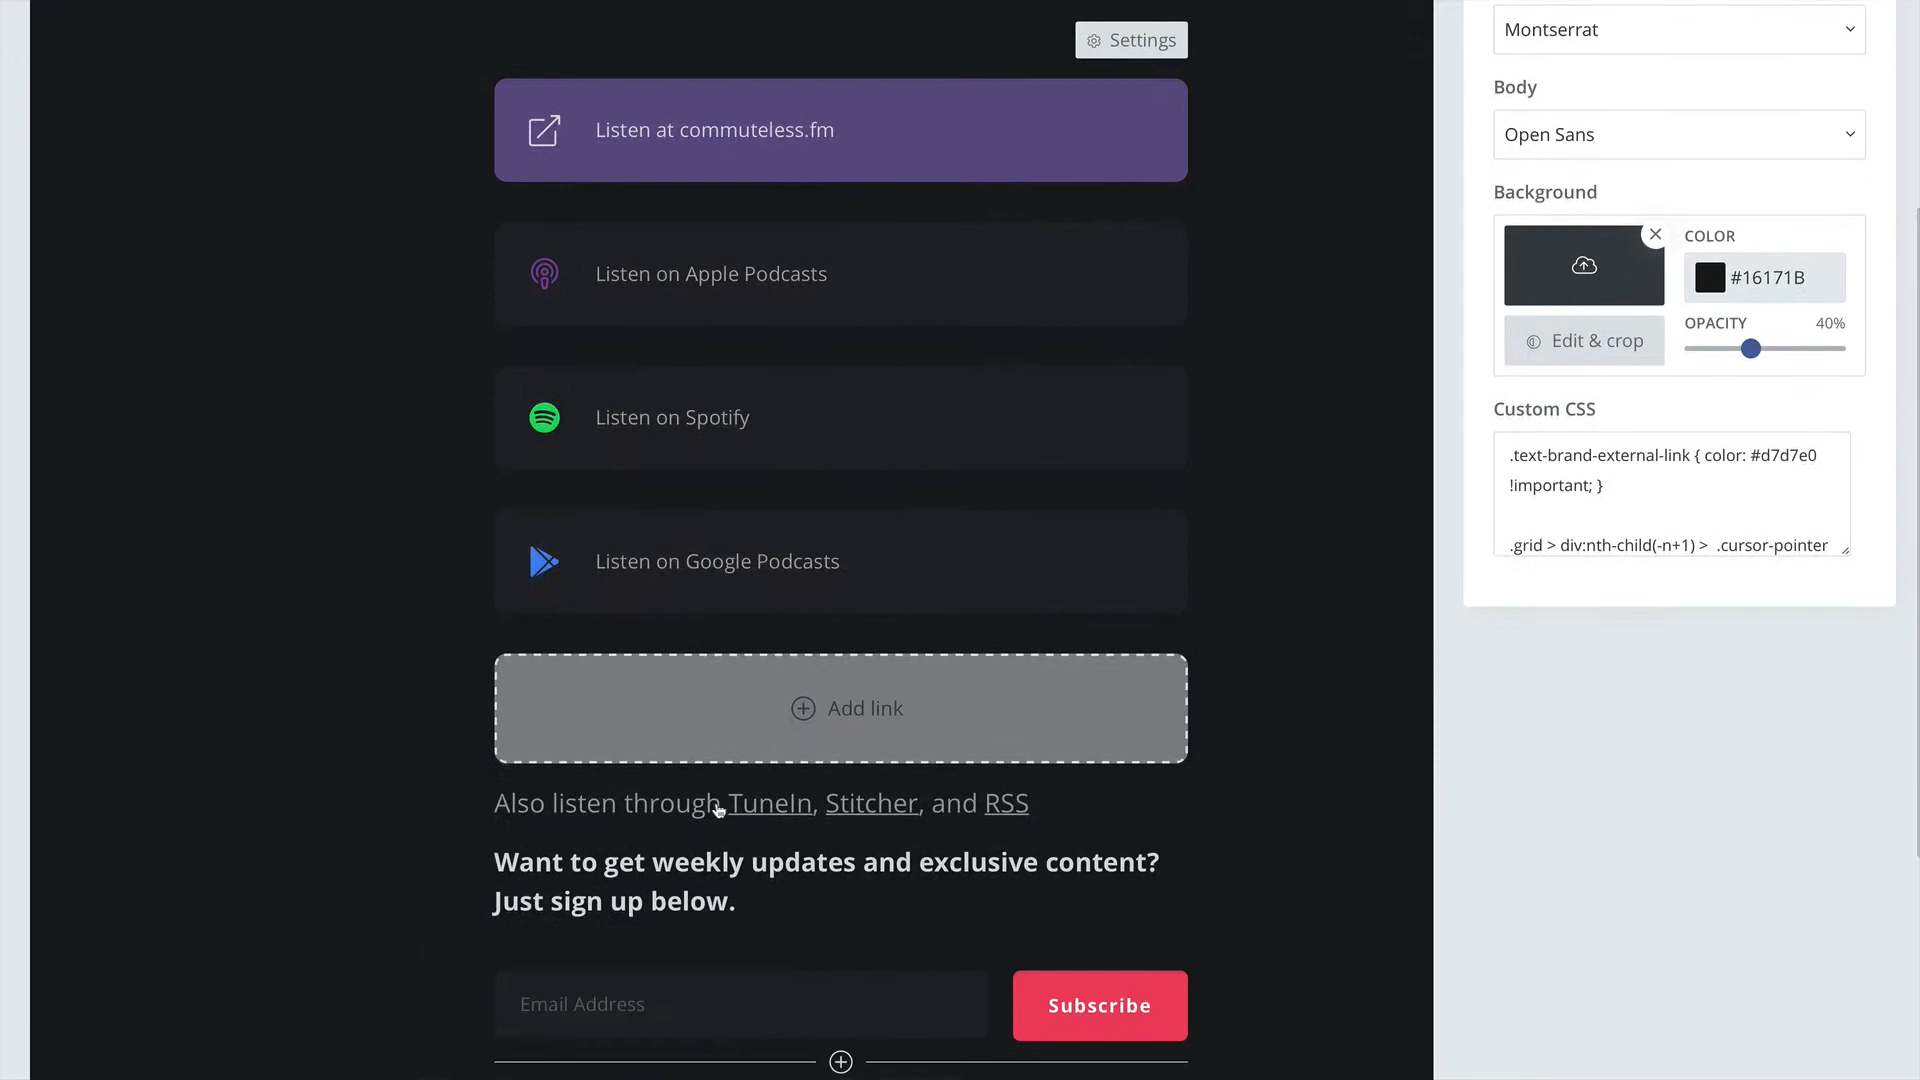 Settings
Listen at commuteless.fm
Listen on Apple Podcasts
Listen on Spotify
Listen on Google Podcasts
Add link
Also listen through TuneIn, Stitcher, and RSS
Want to get weekly updates and exclusive content?
Just sign up below.
Email Address
Subscribe
Montserrat
Body
Open Sans
Background
COLOR
#16171B
OPACITY 40%
Edit & crop
Custom CSS
.text-brand-external-link { color: #d7d7e0
!important; }
.grid > div:nth-child(-n+1) > .cursor-pointer